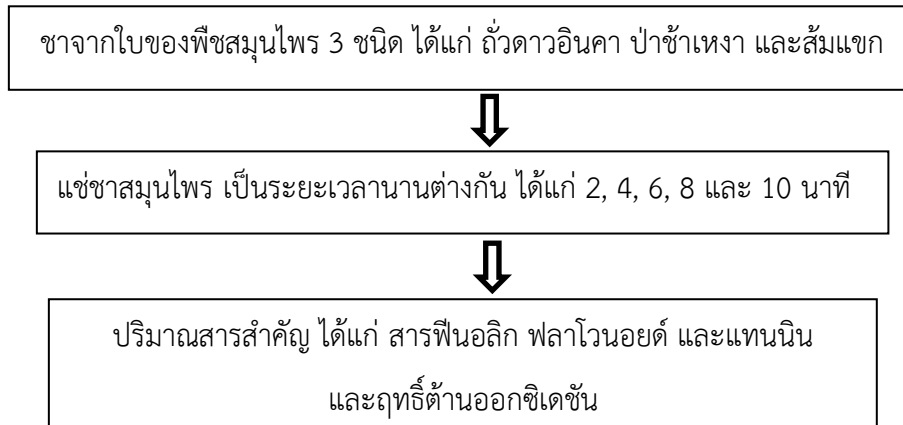 ชาจากใบของพืชสมุนไพร 3 ชนิด ได้แก่ ถั่วดาวอินคา ป่าช้าเหงา และส้มแขก
แช่ชาสมุนไพร เป็นระยะเวลานานต่างกัน ได้แก่ 2, 4, 6, 8 และ 10 นาที
ปริมาณสารสำคัญ ได้แก่ สารฟีนอลิก ฟลาโวนอยด์ และแทนนิน
และฤทธิ์ต้านออกซิเดชัน